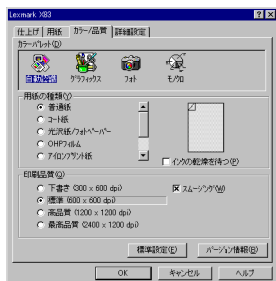 Lexmark X83
仕上げ 用紙 カラー/品質 詳細設定
カラーパレット(D)
自動検知 グラフィックス フォト モノクロ
用紙の種類(Y)
普通紙
コート紙
光沢紙/フォトペーパー
OHPフィルム
アイロンプリント紙
インクの乾燥を待つ(P)
印刷品質(Q)
下書き (300 x 600 dpi)
標準 (600 x 600 dpi)
高品質 (1200 x 1200 dpi)
最高品質 (2400 x 1200 dpi)
スムージング(W)
標準設定(E) バージョン情報(B)
OK キャンセル ヘルプ